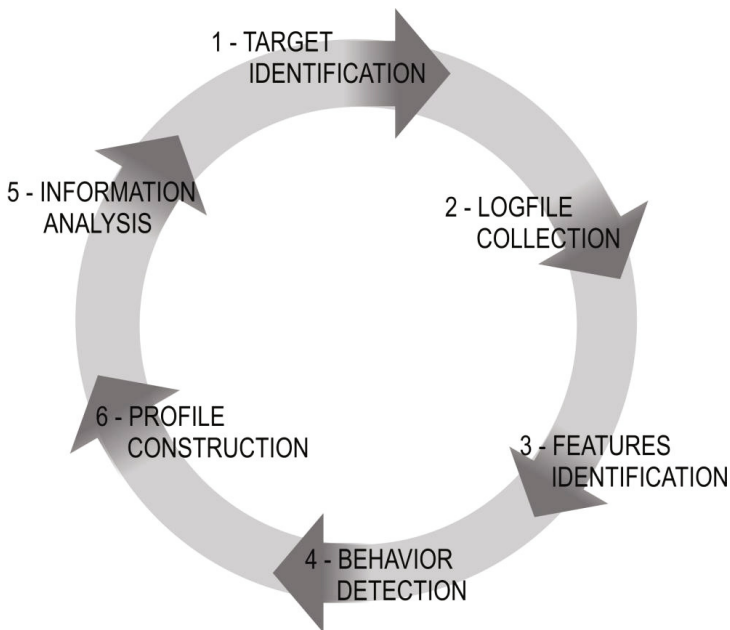 1 - TARGET
IDENTIFICATION
2 - LOGFILE
COLLECTION
3 - FEATURES
IDENTIFICATION
4 - BEHAVIOR
DETECTION
6 - PROFILE
CONSTRUCTION
5 - INFORMATION
ANALYSIS